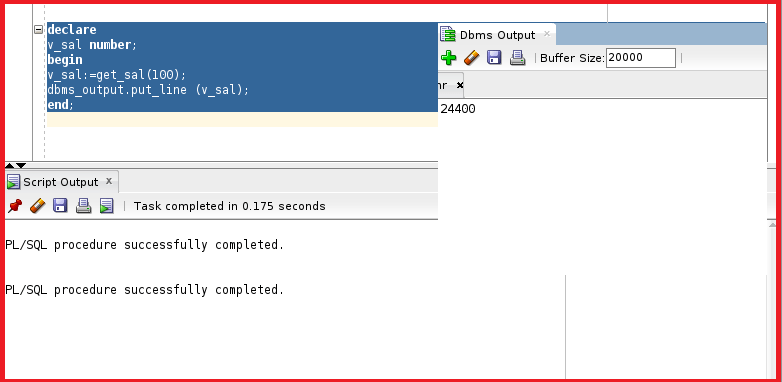 declare
v_sal number;
begin
v_sal:=get_sal(100);
dbms_output.put_line (v_sal);
end;
Dbms Output ×
Buffer Size: 20000
hr ×
24400
Script Output ×
Task completed in 0.175 seconds
PL/SQL procedure successfully completed.
PL/SQL procedure successfully completed.